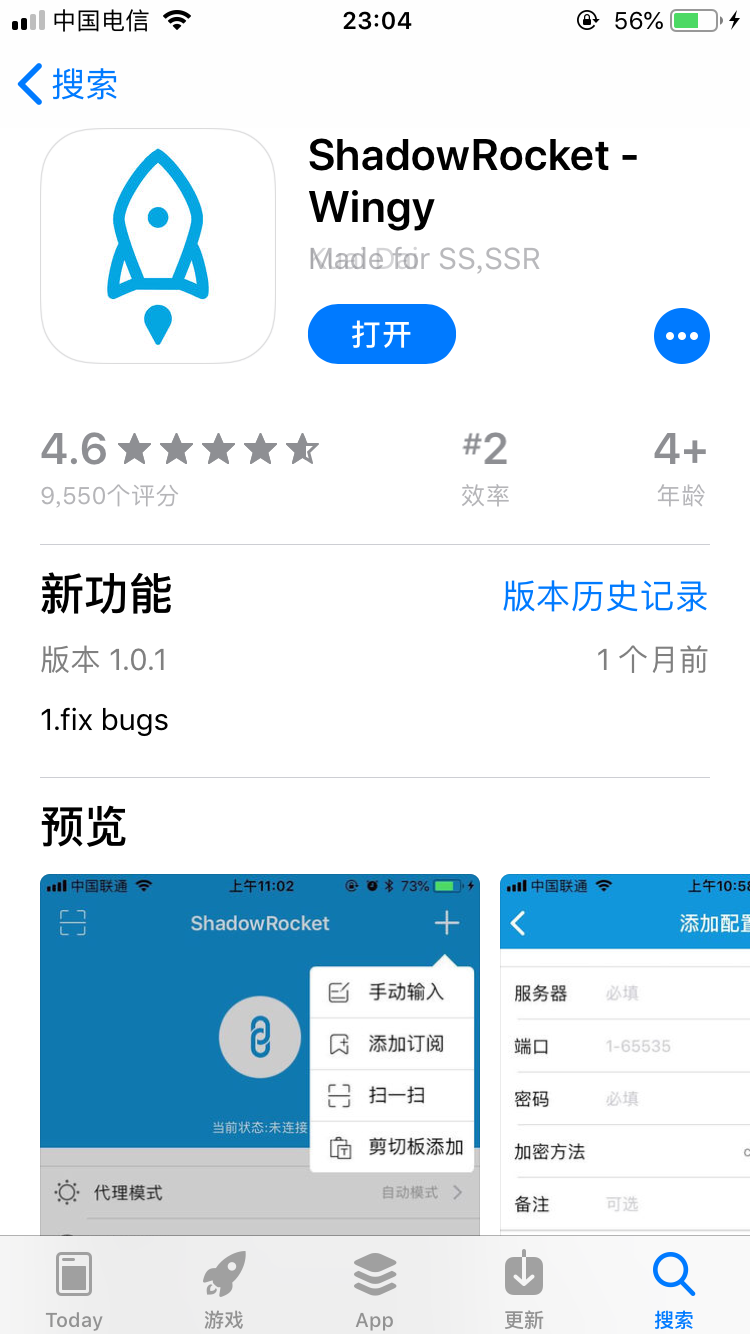 中国电信 23:04 56%
搜索
ShadowRocket -
Wingy
Made for SS,SSR
打开
4.6 #2 4+
9,550个评分 效率 年龄
新功能 版本历史记录
版本 1.0.1 1 个月前
1.fix bugs
预览
中国联通 上午11:02 73%
ShadowRocket
手动输入
添加订阅
扫一扫
剪切板添加
当前状态:未连接
代理模式 自动模式
中国联通 上午10:58
添加配置
服务器 必填
端口 1-65535
密码 必填
加密方法 c
备注 可选
Today 游戏 App 更新 搜索